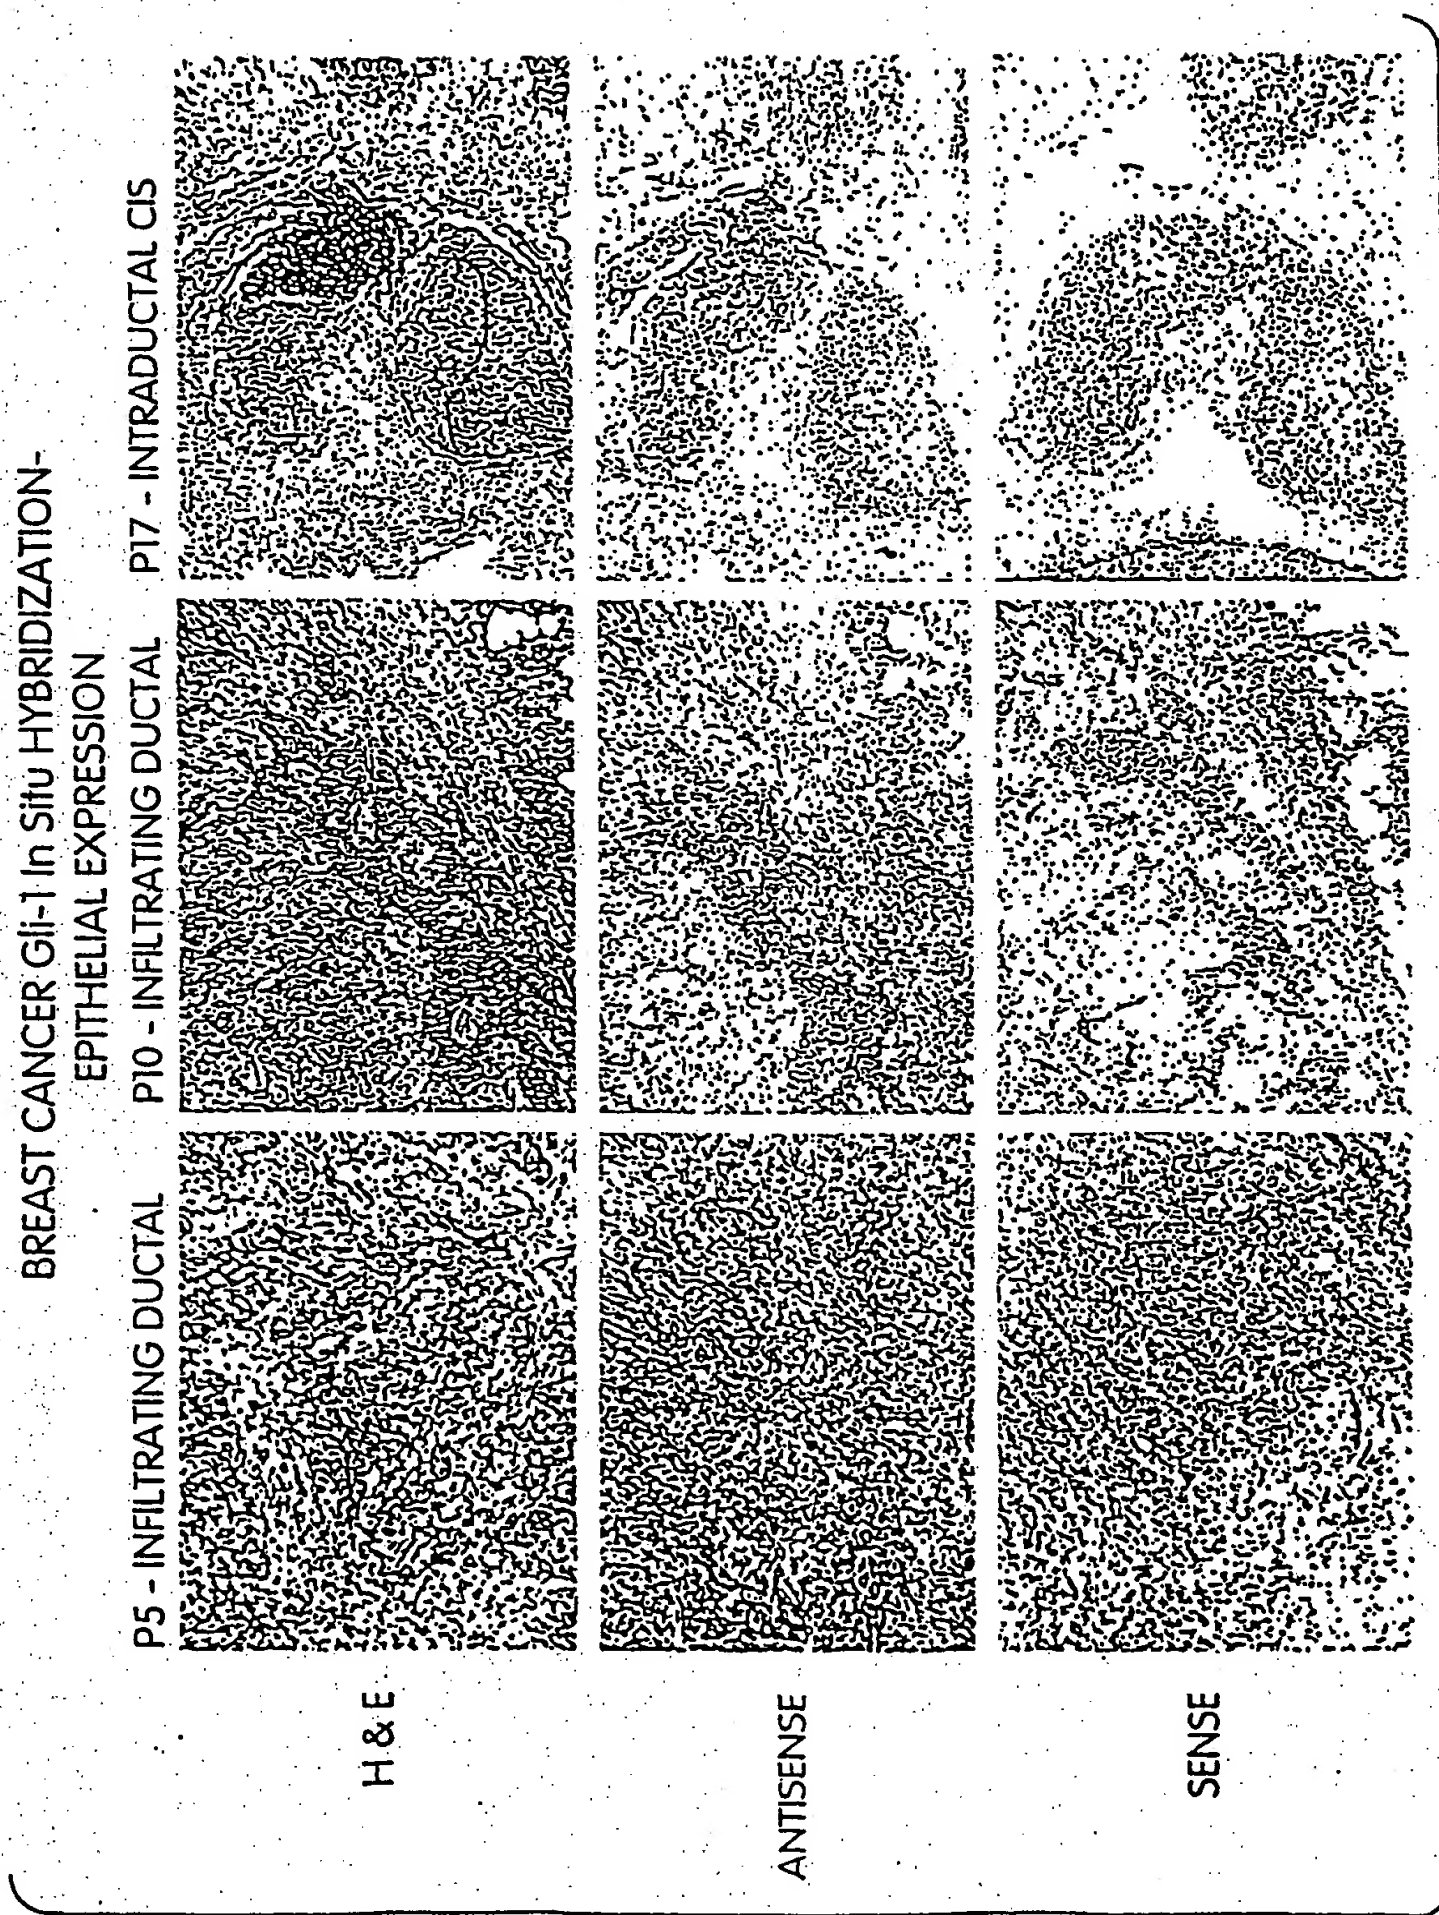 BREAST CANCER Gli-1 In Situ HYBRIDIZATION-
EPITHELIAL EXPRESSION
P5 - INFILTRATING DUCTAL
P10 - INFILTRATING DUCTAL
P17 - INTRADUCTAL CIS
H & E
ANTISENSE
SENSE